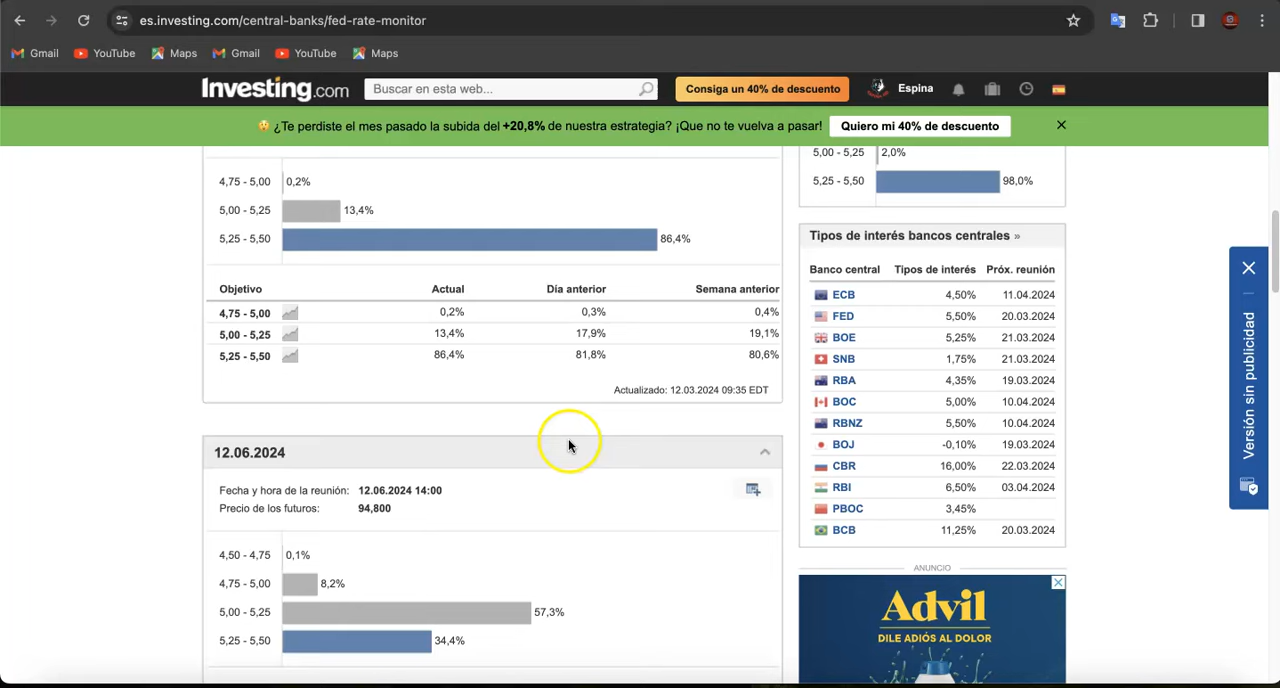 es.investing.com/central-banks/fed-rate-monitor
Gmail YouTube Maps Gmail YouTube Maps
Investing.com Buscar en esta web... Consiga un 40% de descuento Espina
¿Te perdiste el mes pasado la subida del +20,8% de nuestra estrategia? ¡Que no te vuelva a pasar! Quiero mi 40% de descuento
4,75 - 5,00 0,2%
5,00 - 5,25 13,4%
5,25 - 5,50 86,4%
Objetivo Actual Día anterior Semana anterior
4,75 - 5,00 0,2% 0,3% 0,4%
5,00 - 5,25 13,4% 17,9% 19,1%
5,25 - 5,50 86,4% 81,8% 80,6%
Actualizado: 12.03.2024 09:35 EDT
12.06.2024
Fecha y hora de la reunión: 12.06.2024 14:00
Precio de los futuros: 94,800
4,50 - 4,75 0,1%
4,75 - 5,00 8,2%
5,00 - 5,25 57,3%
5,25 - 5,50 34,4%
5,00 - 5,25 2,0%
5,25 - 5,50 98,0%
Tipos de interés bancos centrales »
Banco central Tipos de interés Próx. reunión
ECB 4,50% 11.04.2024
FED 5,50% 20.03.2024
BOE 5,25% 21.03.2024
SNB 1,75% 21.03.2024
RBA 4,35% 19.03.2024
BOC 5,00% 10.04.2024
RBNZ 5,50% 10.04.2024
BOJ -0,10% 19.03.2024
CBR 16,00% 22.03.2024
RBI 6,50% 03.04.2024
PBOC 3,45%
BCB 11,25% 20.03.2024
ANUNCIO
Advil
DILE ADIÓS AL DOLOR
Versión sin publicidad